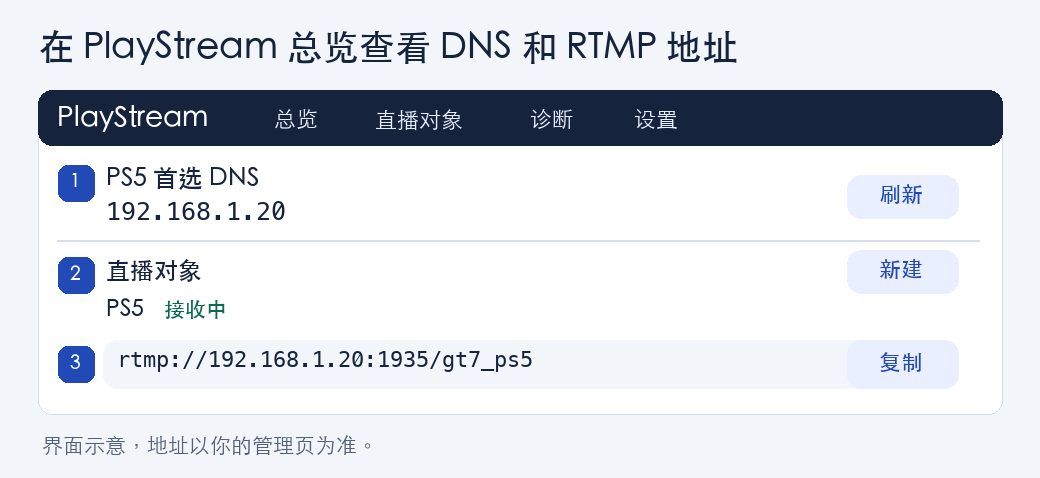 在 PlayStream 总览查看 DNS 和 RTMP 地址
PlayStream 总览 直播对象 诊断 设置
1 PS5 首选 DNS
192.168.1.20 刷新
2 直播对象 新建
PS5 接收中
3 rtmp://192.168.1.20:1935/gt7_ps5 复制
界面示意，地址以你的管理页为准。